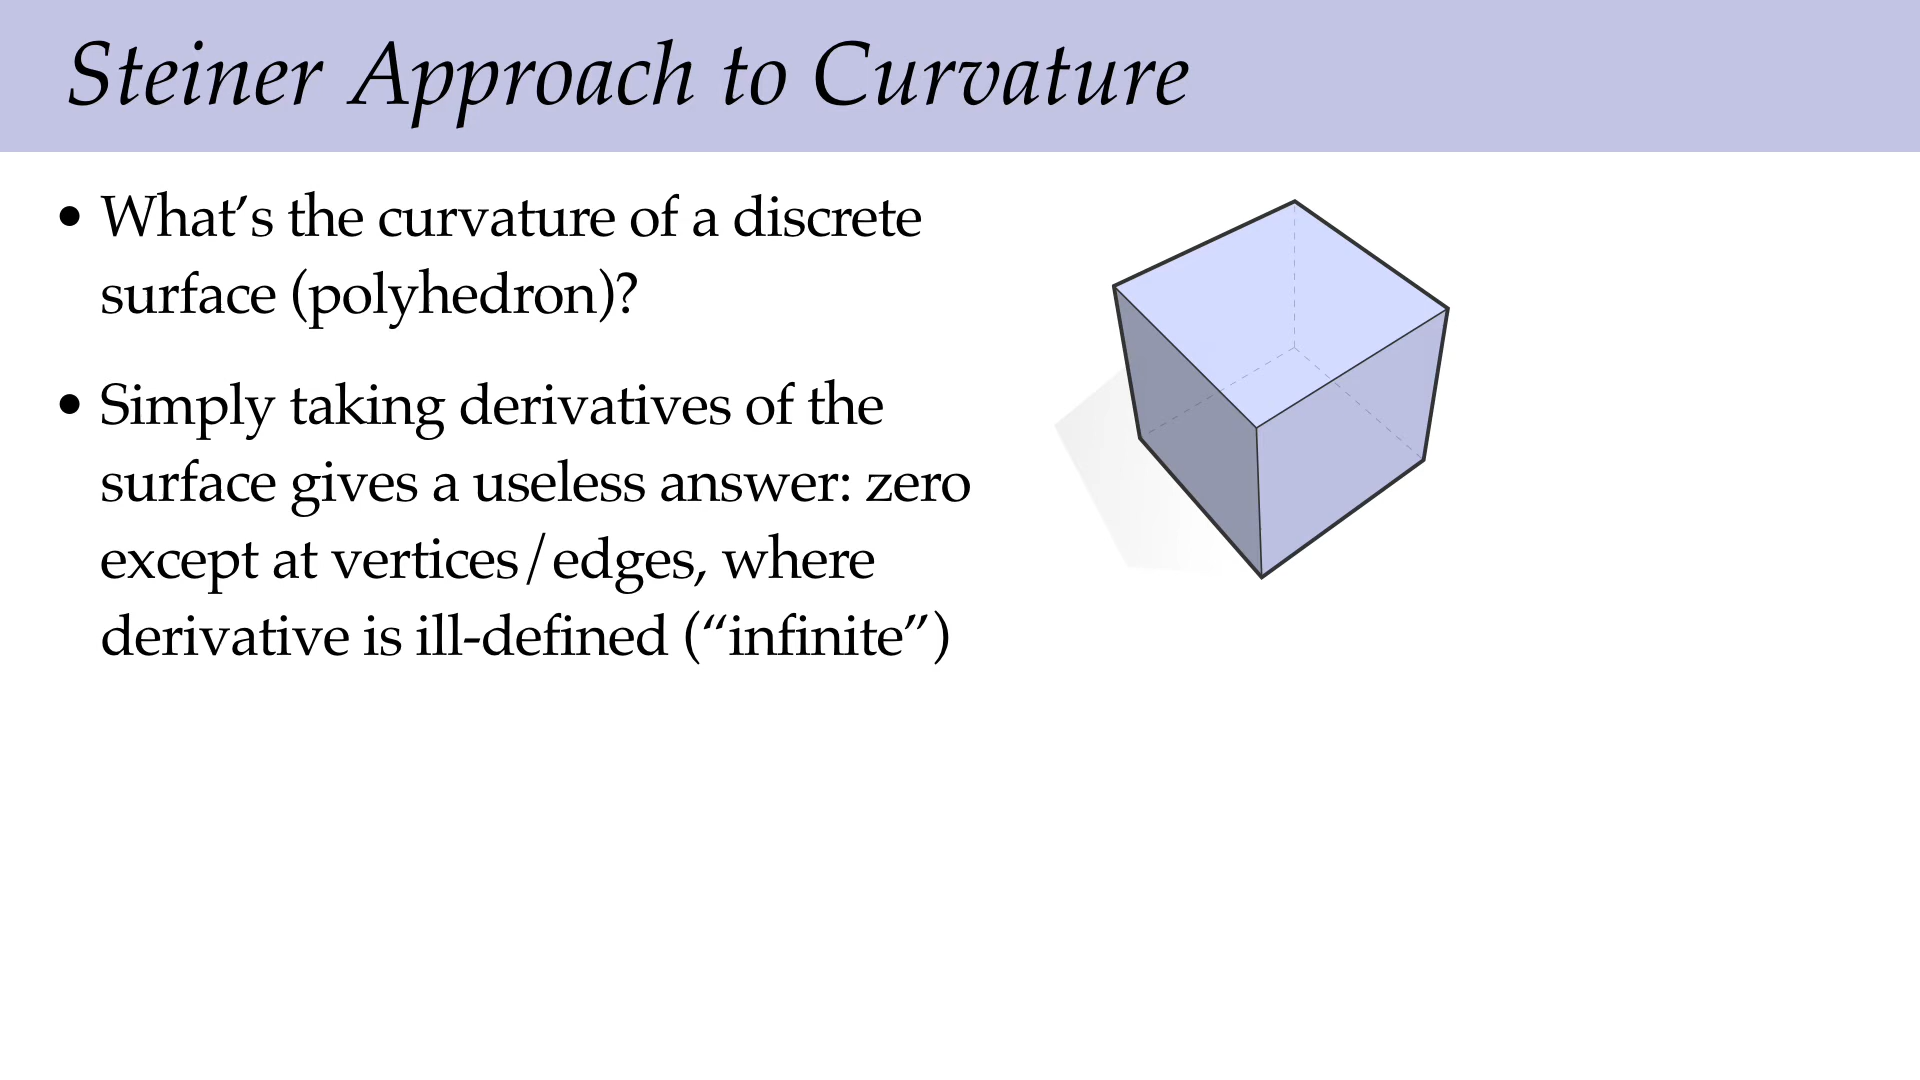 Steiner Approach to Curvature
• What’s the curvature of a discrete
surface (polyhedron)?
• Simply taking derivatives of the
surface gives a useless answer: zero
except at vertices/edges, where
derivative is ill-defined (“infinite”)